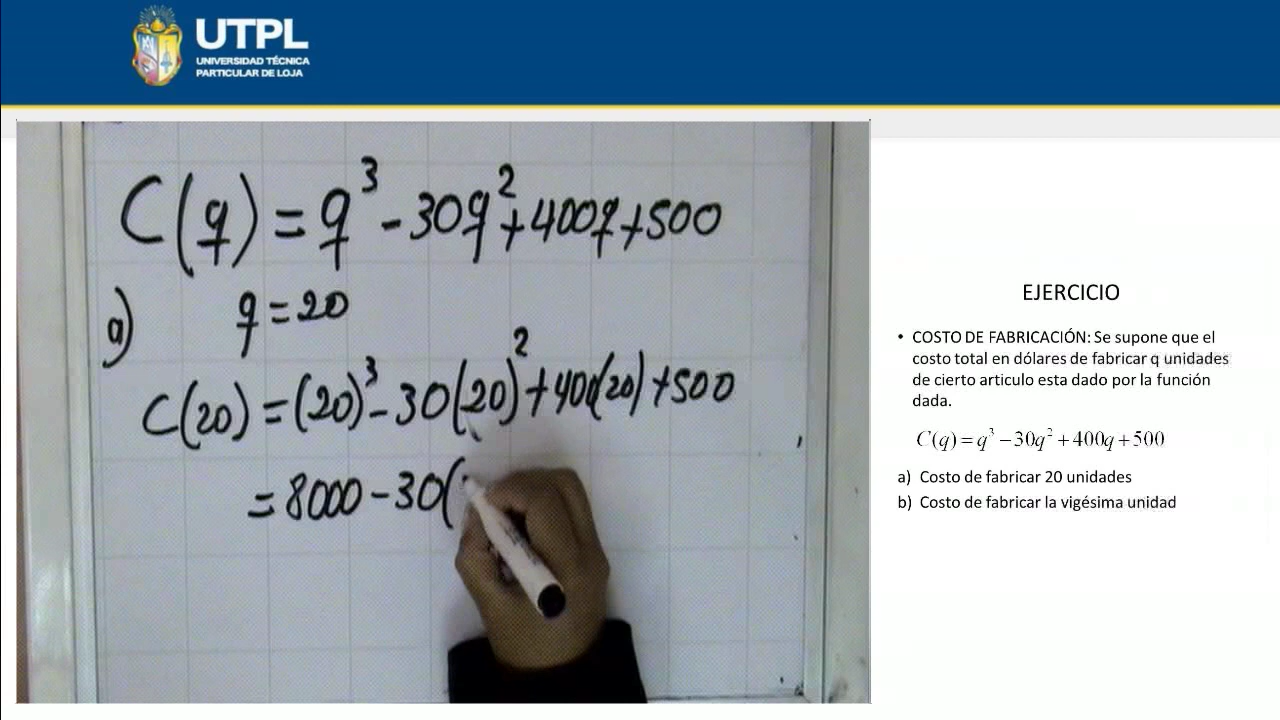 UTPL
UNIVERSIDAD TÉCNICA
PARTICULAR DE LOJA
C(q) = q³ - 30q² + 400q + 500
a) q = 20
C(20) = (20)³ - 30(20)² + 400(20) + 500
= 8000 - 30(
EJERCICIO
• COSTO DE FABRICACIÓN: Se supone que el
costo total en dólares de fabricar q unidades
de cierto articulo esta dado por la función
dada.
C(q) = q³ − 30q² + 400q + 500
a) Costo de fabricar 20 unidades
b) Costo de fabricar la vigésima unidad